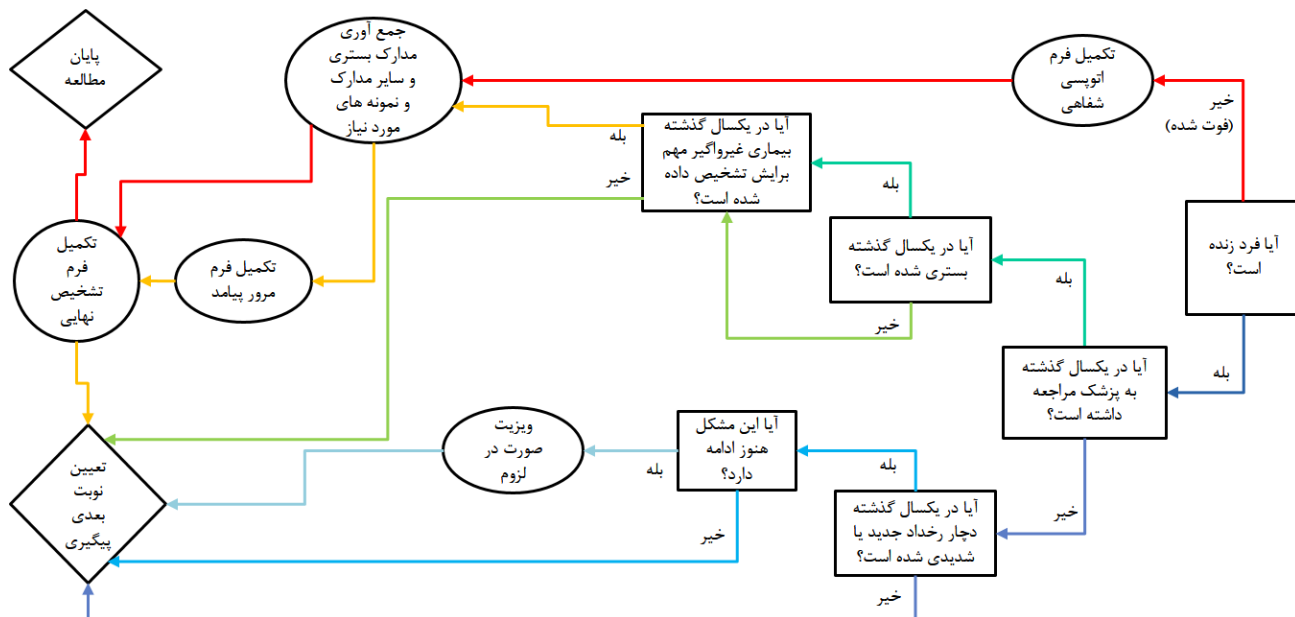 آیا فرد زنده
است؟
خیر
(فوت شده)
بله
تکمیل فرم
اتوپسی
شفاهی
جمع آوری
مدارک بستری
و سایر مدارک
و نمونه های
مورد نیاز
پایان
مطالعه
آیا در یکسال گذشته
بیماری غیرواگیر مهم
برایش تشخیص داده
شده است؟
بله
خیر
آیا در یکسال گذشته
بستری شده است؟
بله
خیر
آیا در یکسال گذشته
به پزشک مراجعه
داشته است؟
بله
خیر
تکمیل فرم
مرور پیامد
تکمیل
فرم
تشخیص
نهایی
آیا در یکسال گذشته
دچار رخداد جدید یا
شدیدی شده است؟
بله
خیر
آیا این مشکل
هنوز ادامه
دارد؟
بله
خیر
ویزیت
صورت در
لزوم
تعیین
نوبت
بعدی
پیگیری